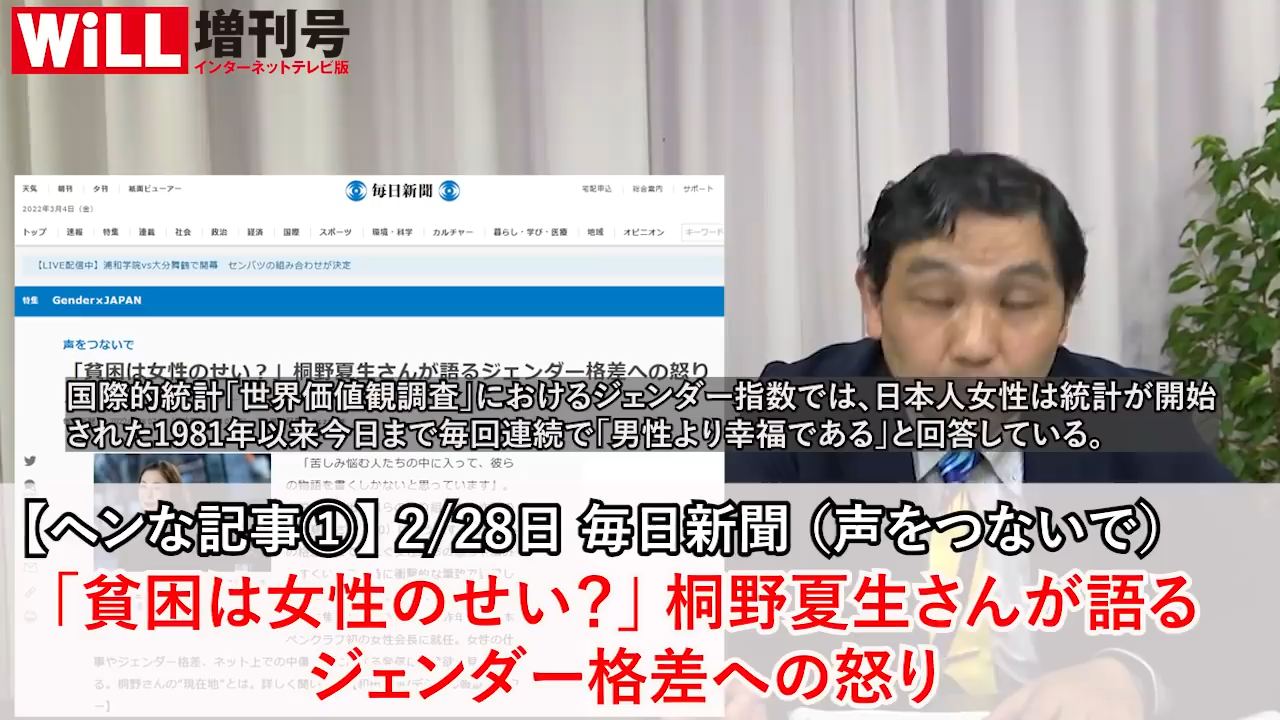 WiLL増刊号
インターネットテレビ版
天気 朝刊 夕刊 紙面ビューアー
毎日新聞
宅配申込 総合案内 サポート
2022年3月4日（金）
トップ 速報 特集 連載 社会 政治 経済 国際 スポーツ 環境・科学 カルチャー 暮らし・学び・医療 地域 オピニオン キーワード
【LIVE配信中】浦和学院vs大分舞鶴で開幕 センバツの組み合わせが決定
特集 Gender×JAPAN
声をつないで
「貧困は女性のせい？」桐野夏生さんが語るジェンダー格差への怒り
国際的統計「世界価値観調査」におけるジェンダー指数では、日本人女性は統計が開始
された1981年以来今日まで毎回連続で「男性より幸福である」と回答している。
「苦しみ悩む人たちの中に入って、彼ら
の物語を書くしかないと思っています」。
【ヘンな記事①】2/28日 毎日新聞（声をつないで）
「貧困は女性のせい？」桐野夏生さんが語る
ジェンダー格差への怒り
ペンクラブ初の女性会長に就任。女性の仕
事やジェンダー格差、ネット上での中傷
る。桐野さんの“現在地”とは。詳しく聞い
ー】